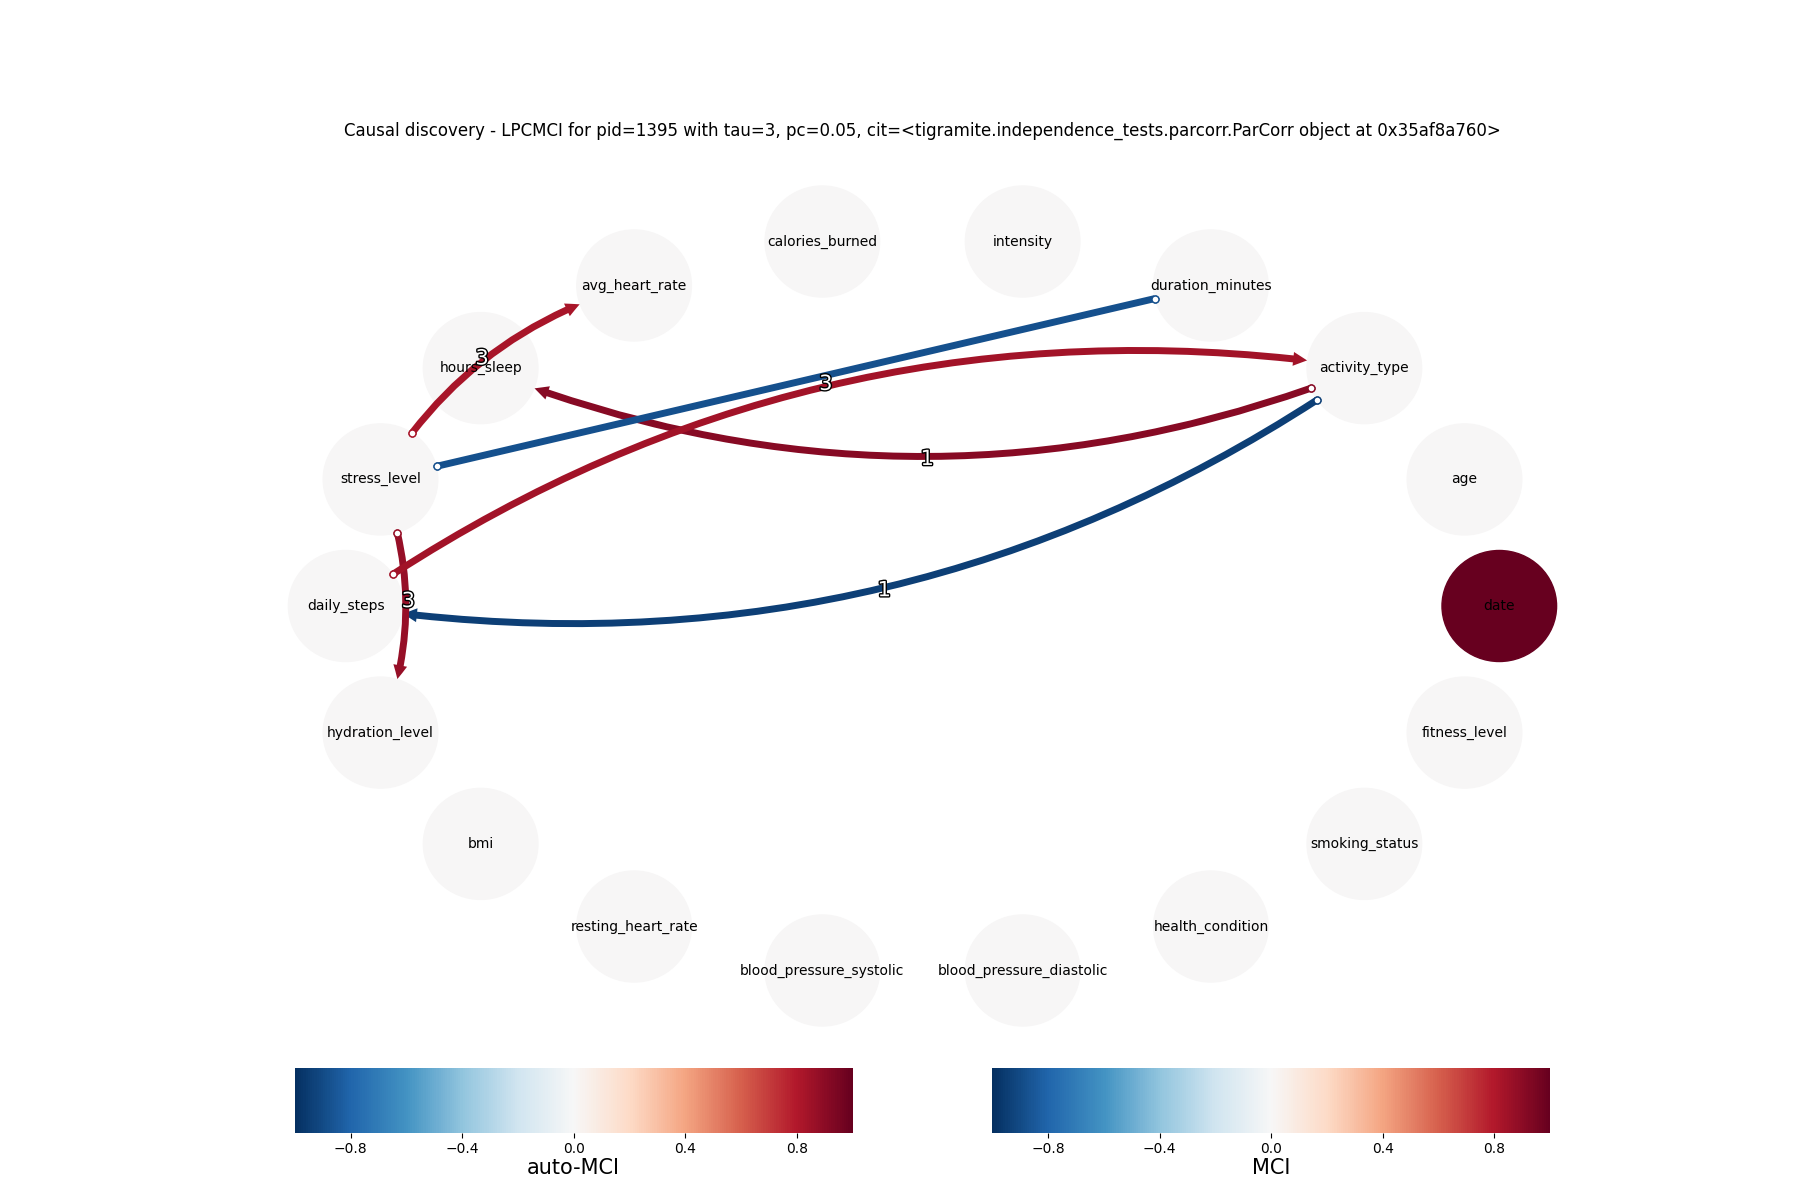 Causal discovery - LPCMCI for pid=1395 with tau=3, pc=0.05, cit=<tigramite.independence_tests.parcorr.ParCorr object at 0x35af8a760>
calories_burned
intensity
avg_heart_rate
duration_minutes
3
hours_sleep
activity_type
3
1
stress_level
age
1
3
daily_steps
date
hydration_level
fitness_level
bmi
smoking_status
resting_heart_rate
health_condition
blood_pressure_systolic
blood_pressure_diastolic
−0.8 −0.4 0.0 0.4 0.8
auto-MCI
−0.8 −0.4 0.0 0.4 0.8
MCI